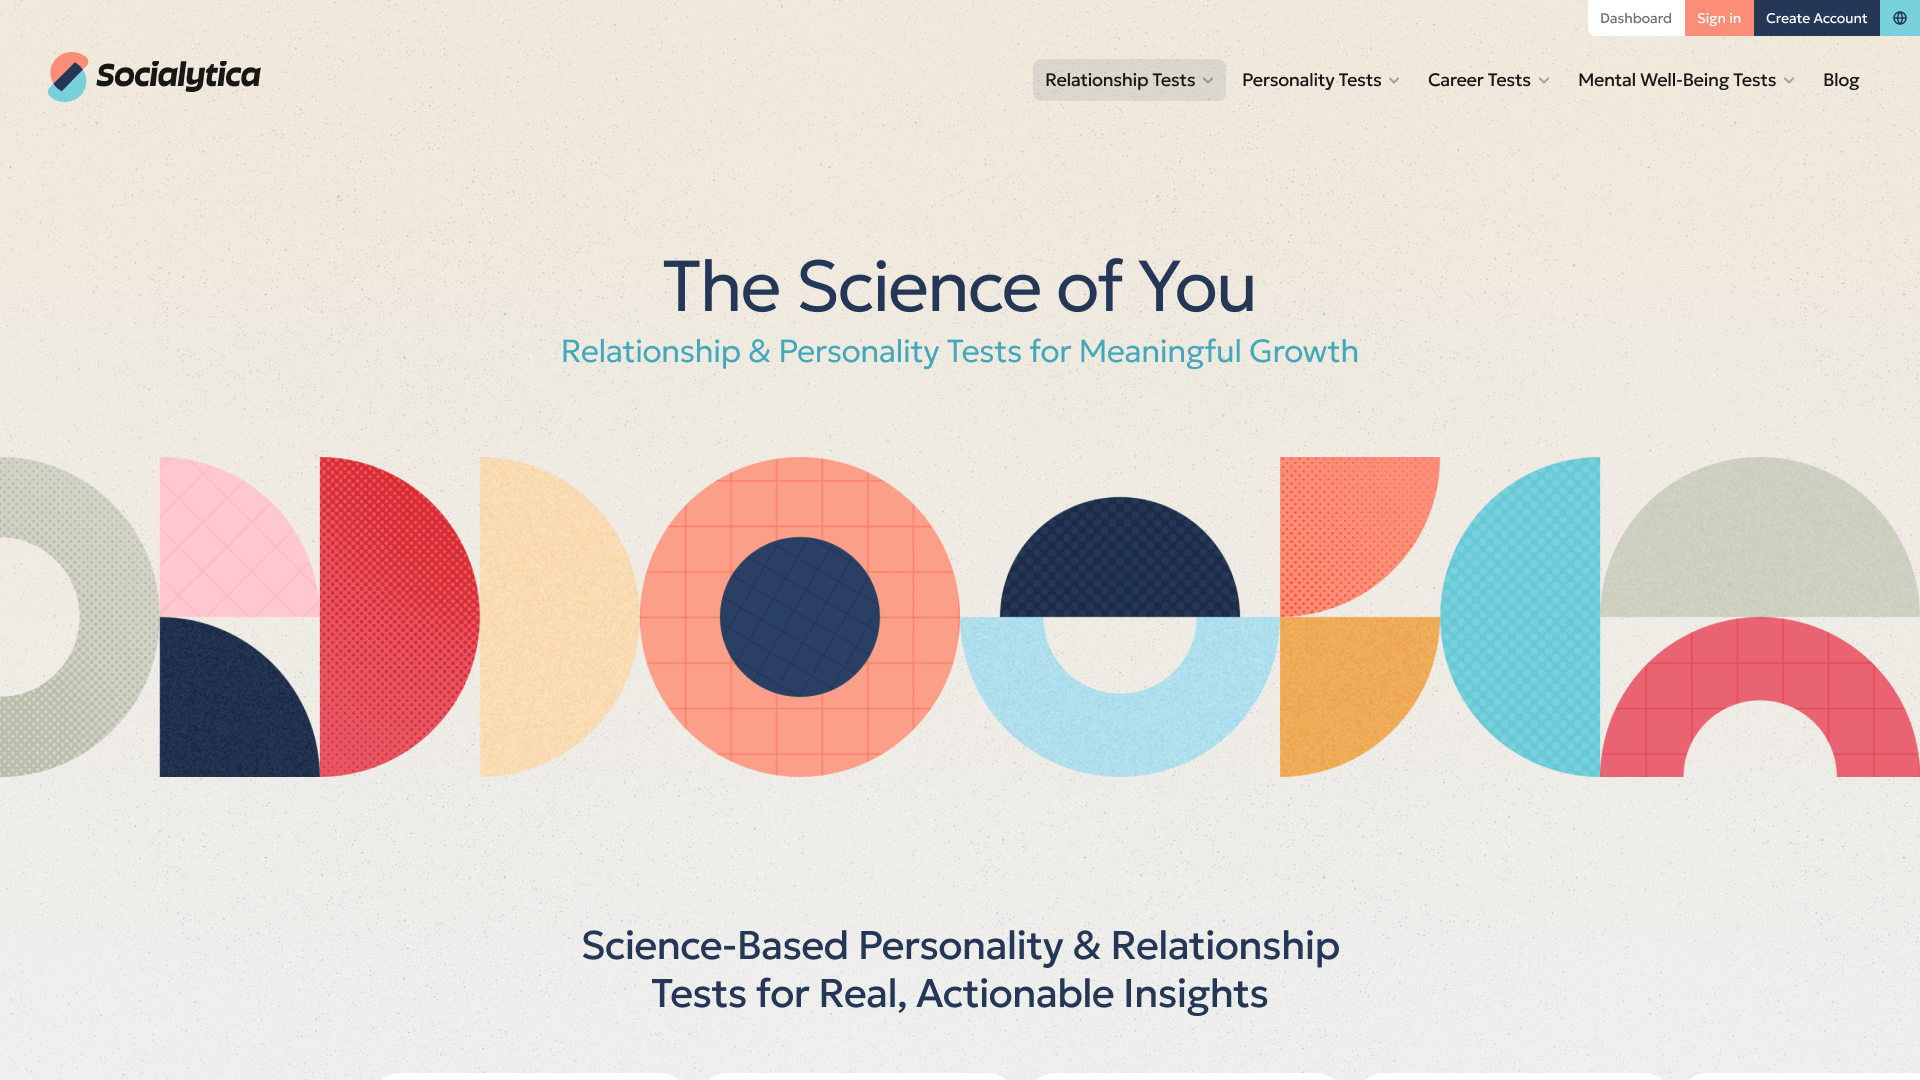 Dashboard Sign in Create Account
Socialytica
Relationship Tests Personality Tests Career Tests Mental Well-Being Tests Blog
The Science of You
Relationship & Personality Tests for Meaningful Growth
Science-Based Personality & Relationship
Tests for Real, Actionable Insights